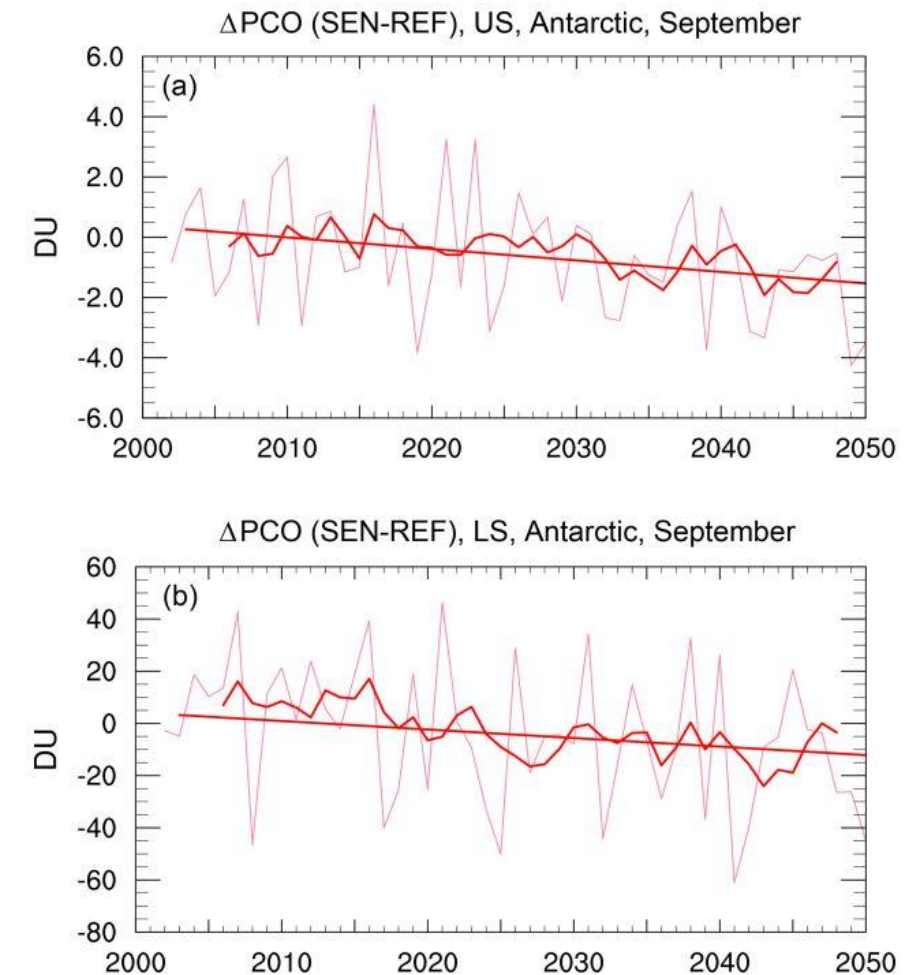 ΔPCO (SEN-REF), US, Antarctic, September
6.0
(a)
4.0
2.0
0.0
DU
-2.0
-4.0
-6.0
2000 2010 2020 2030 2040 2050
ΔPCO (SEN-REF), LS, Antarctic, September
60
(b)
40
20
0
DU
-20
-40
-60
-80
2000 2010 2020 2030 2040 2050